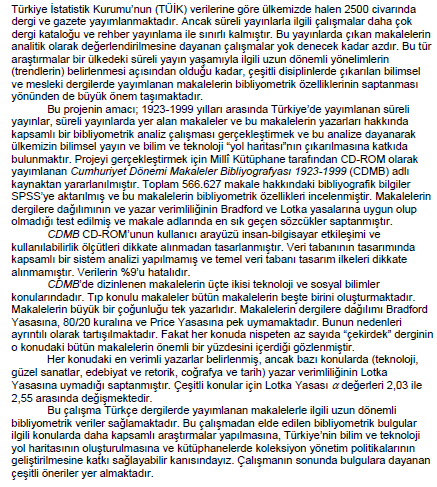 Türkiye İstatistik Kurumu'nun (TÜİK) verilerine göre ülkemizde halen 2500 civarında
dergi ve gazete yayımlanmaktadır. Ancak süreli yayınlarla ilgili çalışmalar daha çok
dergi kataloğu ve rehber yayınlama ile sınırlı kalmıştır. Bu yayınlarda çıkan makalelerin
analitik olarak değerlendirilmesine dayanan çalışmalar yok denecek kadar azdır. Bu tür
araştırmalar bir ülkedeki süreli yayın yaşamıyla ilgili uzun dönemli yönelimlerin
(trendlerin) belirlenmesi açısından olduğu kadar, çeşitli disiplinlerde çıkarılan bilimsel
ve mesleki dergilerde yayımlanan makalelerin bibliyometrik özelliklerinin saptanması
yönünden de büyük önem taşımaktadır.
Bu projenin amacı; 1923-1999 yılları arasında Türkiye'de yayımlanan süreli
yayınlar, süreli yayınlarda yer alan makaleler ve bu makalelerin yazarları hakkında
kapsamlı bir bibliyometrik analiz çalışması gerçekleştirmek ve bu analize dayanarak
ülkemizin bilimsel yayın ve bilim ve teknoloji "yol haritası"nın çıkarılmasına katkıda
bulunmaktır. Projeyi gerçekleştirmek için Millî Kütüphane tarafından CD-ROM olarak
yayımlanan Cumhuriyet Dönemi Makaleler Bibliyografyası 1923-1999 (CDMB) adlı
kaynaktan yararlanılmıştır. Toplam 566.627 makale hakkındaki bibliyografik bilgiler
SPSS'ye aktarılmış ve bu makalelerin bibliyometrik özellikleri incelenmiştir. Makalelerin
dergilere dağılımının ve yazar verimliliğinin Bradford ve Lotka yasalarına uygun olup
olmadığı test edilmiş ve makale adlarında en sık geçen sözcükler saptanmıştır.
CDMB CD-ROM'unun kullanıcı arayüzü insan-bilgisayar etkileşimi ve
kullanılabilirlik ölçütleri dikkate alınmadan tasarlanmıştır. Veri tabanının tasarımında
kapsamlı bir sistem analizi yapılmamış ve temel veri tabanı tasarım ilkeleri dikkate
alınmamıştır. Verilerin %9'u hatalıdır.
CDMB'de dizinlenen makalelerin üçte ikisi teknoloji ve sosyal bilimler
konularındadır. Tıp konulu makaleler bütün makalelerin beşte birini oluşturmaktadır.
Makalelerin büyük bir çoğunluğu tek yazarlıdır. Makalelerin dergilere dağılımı Bradford
Yasasına, 80/20 kuralına ve Price Yasasına pek uymamaktadır. Bunun nedenleri
ayrıntılı olarak tartışılmaktadır. Fakat her konuda nispeten az sayıda "çekirdek" derginin
o konudaki bütün makalelerin önemli bir yüzdesini içerdiği gözlenmiştir.
Her konudaki en verimli yazarlar belirlenmiş, ancak bazı konularda (teknoloji,
güzel sanatlar, edebiyat ve retorik, coğrafya ve tarih) yazar verimliliğinin Lotka
Yasasına uymadığı saptanmıştır. Çeşitli konular için Lotka Yasası α değerleri 2,03 ile
2,55 arasında değişmektedir.
Bu çalışma Türkçe dergilerde yayımlanan makalelerle ilgili uzun dönemli
bibliyometrik veriler sağlamaktadır. Bu çalışmadan elde edilen bibliyometrik bulgular
ilgili konularda daha kapsamlı araştırmalar yapılmasına, Türkiye'nin bilim ve teknoloji
yol haritasının oluşturulmasına ve kütüphanelerde koleksiyon yönetim politikalarının
geliştirilmesine katkı sağlayabilir kanısındayız. Çalışmanın sonunda bulgulara dayanan
çeşitli öneriler yer almaktadır.